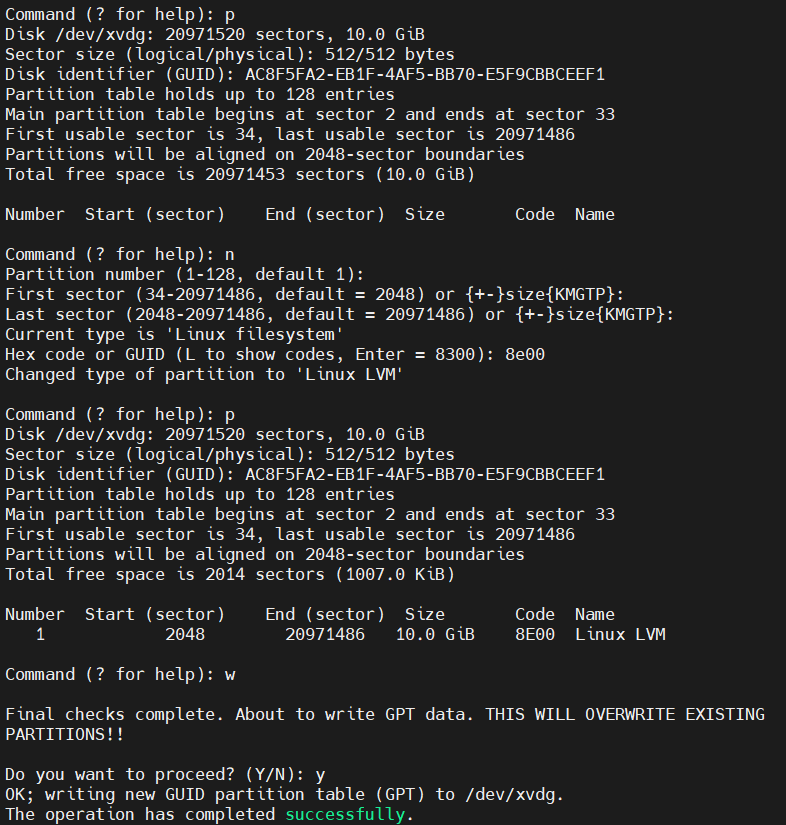 Command (? for help): p
Disk /dev/xvdg: 20971520 sectors, 10.0 GiB
Sector size (logical/physical): 512/512 bytes
Disk identifier (GUID): AC8F5FA2-EB1F-4AF5-BB70-E5F9CBBCEEF1
Partition table holds up to 128 entries
Main partition table begins at sector 2 and ends at sector 33
First usable sector is 34, last usable sector is 20971486
Partitions will be aligned on 2048-sector boundaries
Total free space is 20971453 sectors (10.0 GiB)
Number  Start (sector)    End (sector)  Size       Code  Name
Command (? for help): n
Partition number (1-128, default 1):
First sector (34-20971486, default = 2048) or {+-}size{KMGTP}:
Last sector (2048-20971486, default = 20971486) or {+-}size{KMGTP}:
Current type is 'Linux filesystem'
Hex code or GUID (L to show codes, Enter = 8300): 8e00
Changed type of partition to 'Linux LVM'
Command (? for help): p
Disk /dev/xvdg: 20971520 sectors, 10.0 GiB
Sector size (logical/physical): 512/512 bytes
Disk identifier (GUID): AC8F5FA2-EB1F-4AF5-BB70-E5F9CBBCEEF1
Partition table holds up to 128 entries
Main partition table begins at sector 2 and ends at sector 33
First usable sector is 34, last usable sector is 20971486
Partitions will be aligned on 2048-sector boundaries
Total free space is 2014 sectors (1007.0 KiB)
Number  Start (sector)    End (sector)  Size       Code  Name
   1            2048        20971486   10.0 GiB    8E00  Linux LVM
Command (? for help): w
Final checks complete. About to write GPT data. THIS WILL OVERWRITE EXISTING
PARTITIONS!!
Do you want to proceed? (Y/N): y
OK; writing new GUID partition table (GPT) to /dev/xvdg.
The operation has completed successfully.